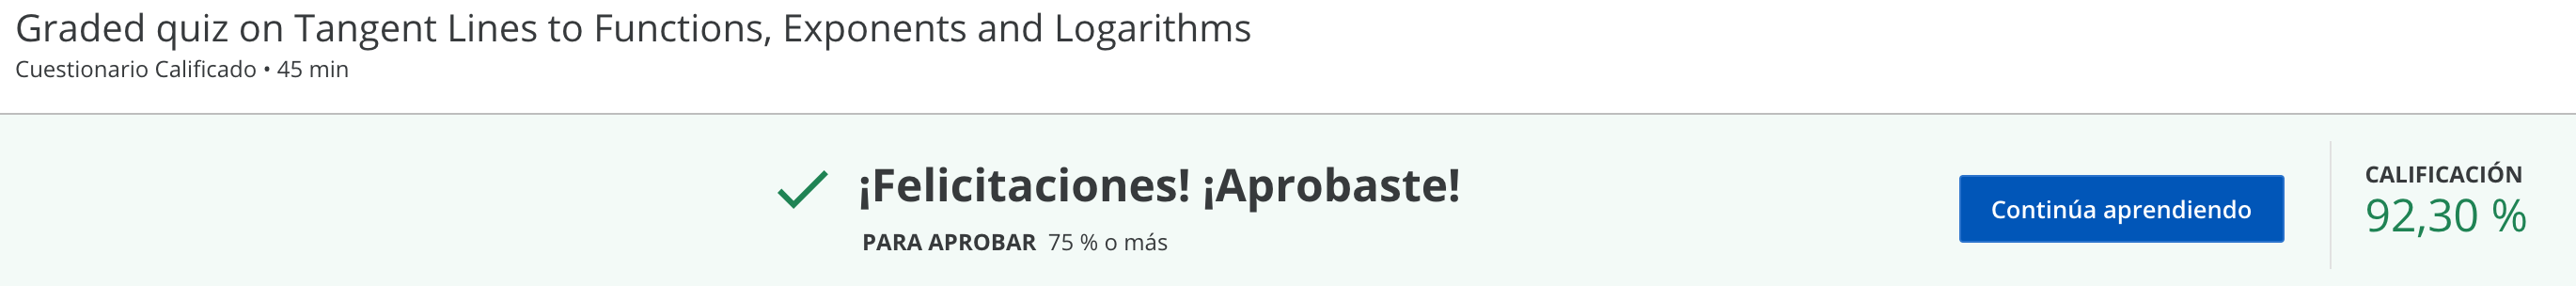 Graded quiz on Tangent Lines to Functions, Exponents and Logarithms
Cuestionario Calificado • 45 min
¡Felicitaciones! ¡Aprobaste!
PARA APROBAR 75 % o más
Continúa aprendiendo
CALIFICACIÓN
92,30 %